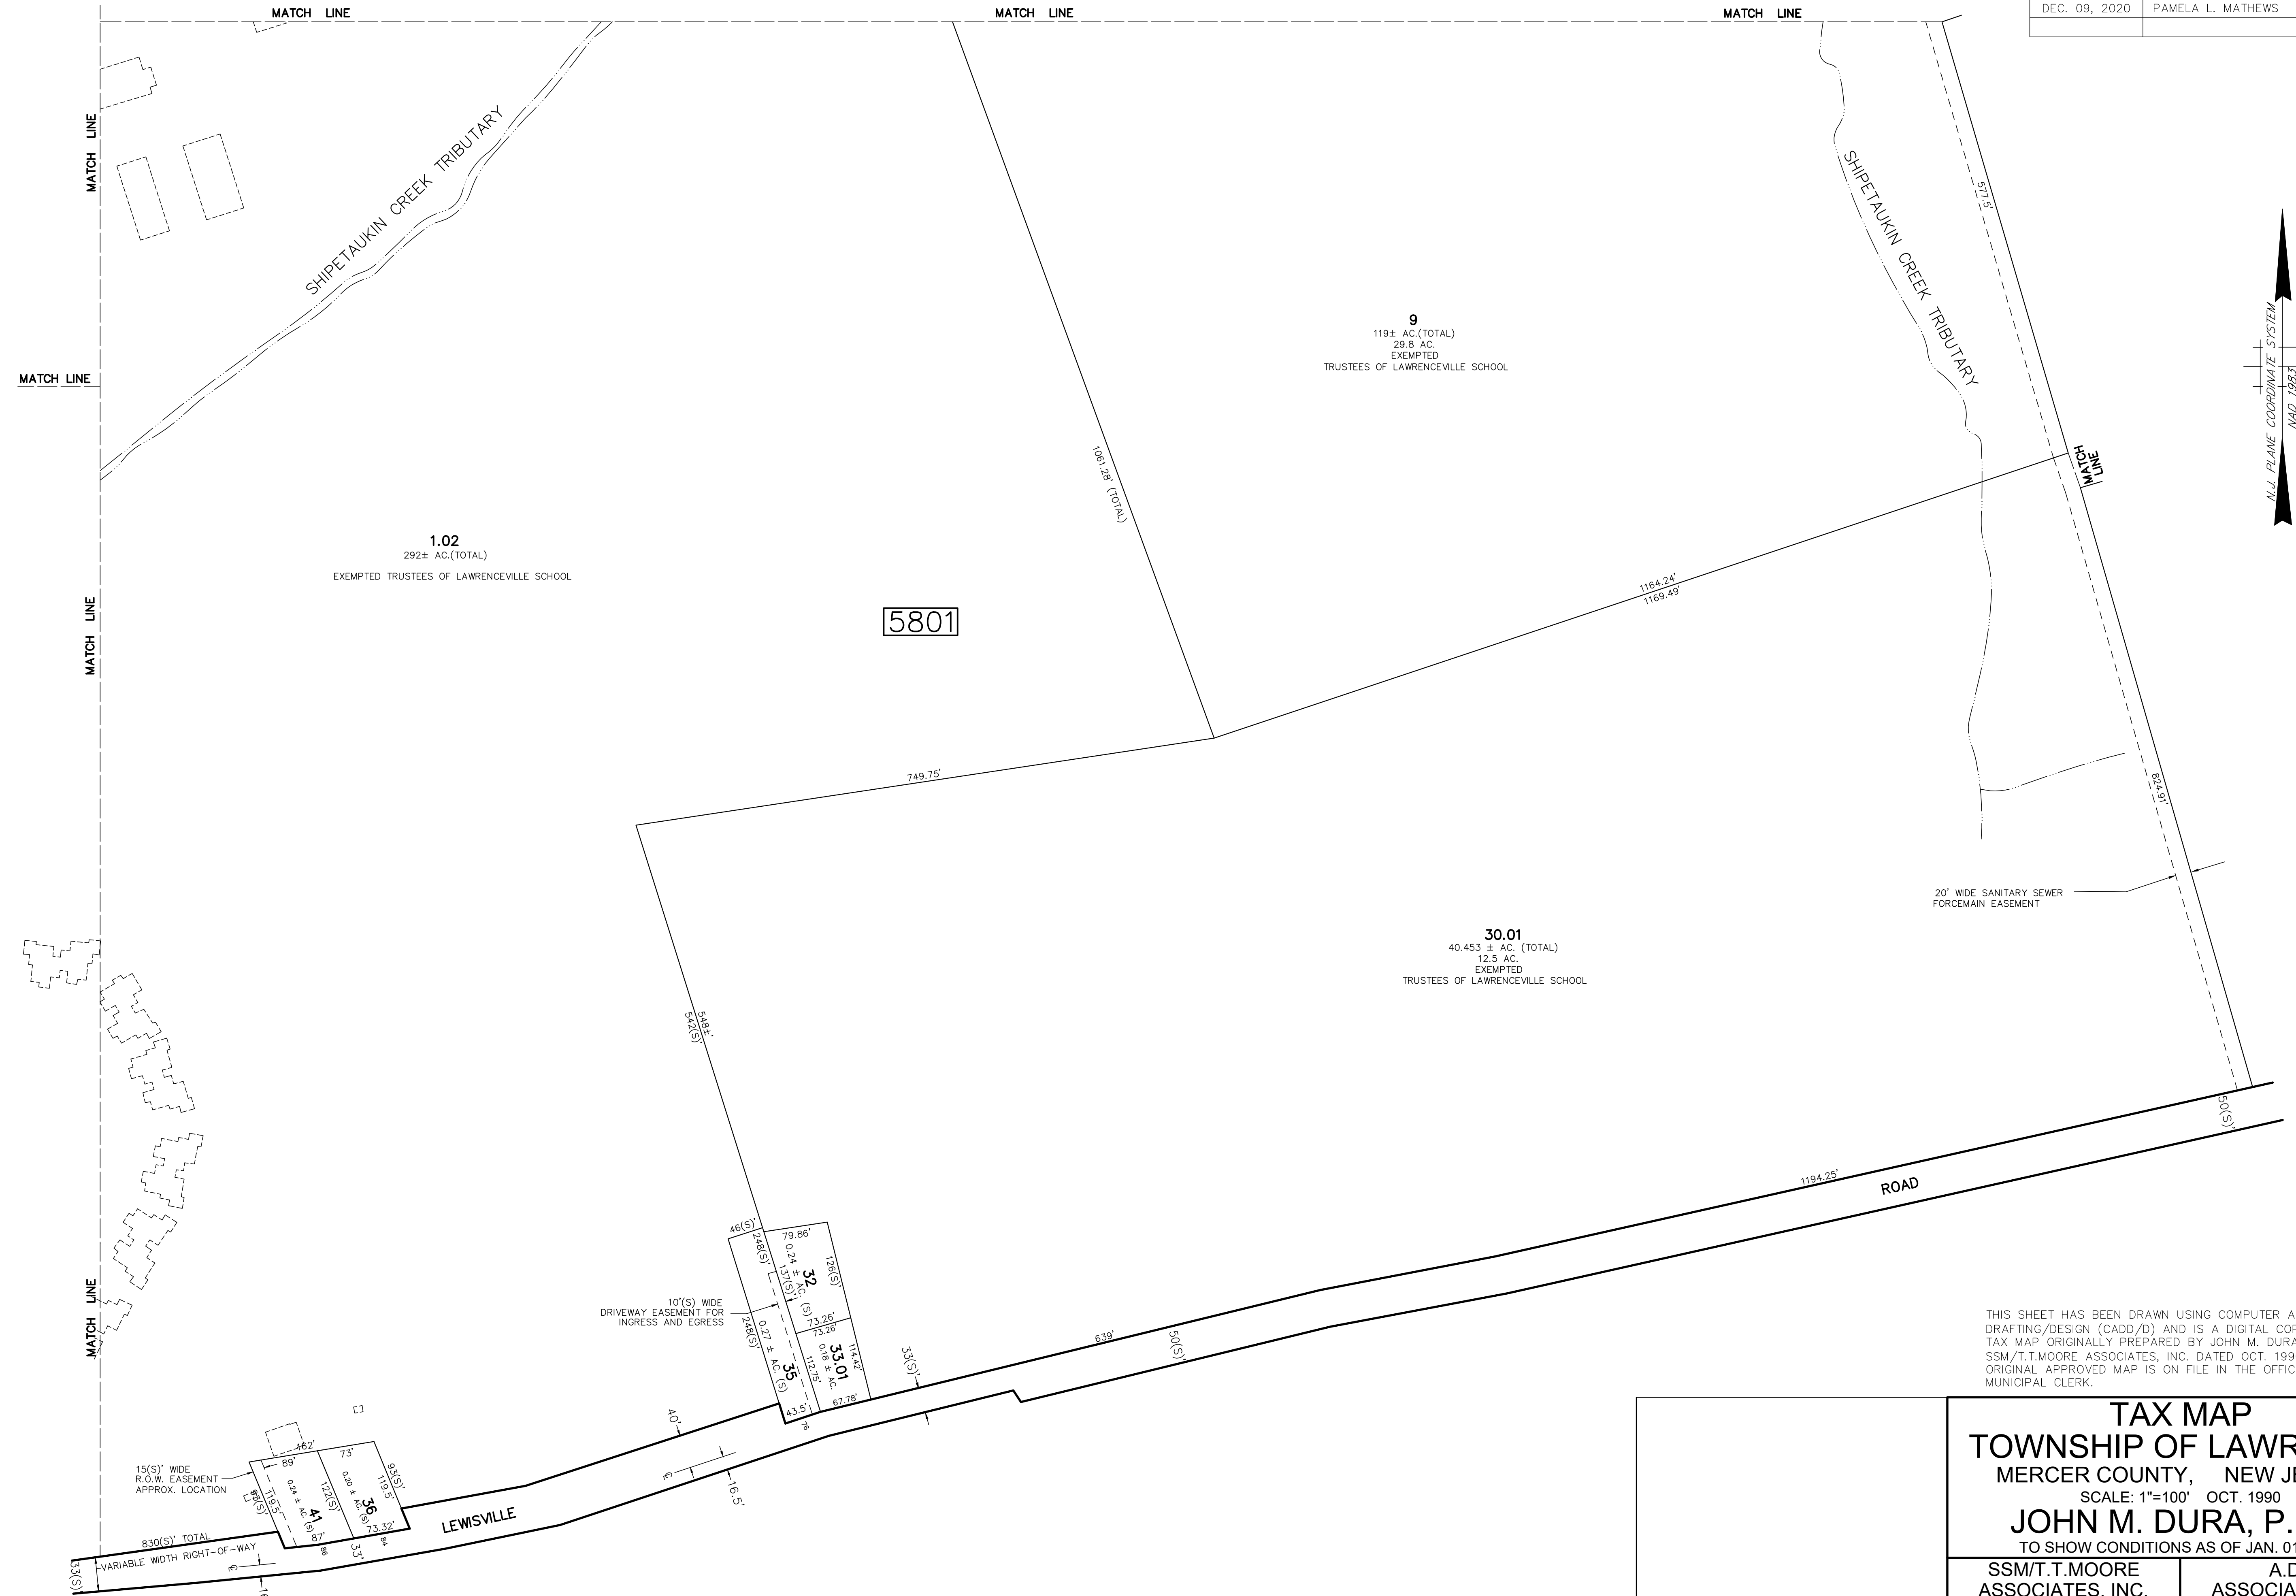 MATCH LINE
MATCH LINE
MATCH LINE
DEC. 09, 2020
PAMELA L. MATHEWS
MATCH LINE
SHIPETAUKIN CREEK TRIBUTARY
SHIPETAUKIN CREEK TRIBUTARY
577.5'
N.J. PLANE COORDINATE SYSTEM
NAD 1983
9
119± AC.(TOTAL)
29.8 AC.
EXEMPTED
TRUSTEES OF LAWRENCEVILLE SCHOOL
MATCH LINE
1061.28' (TOTAL)
MATCH
LINE
1.02
292± AC.(TOTAL)
EXEMPTED TRUSTEES OF LAWRENCEVILLE SCHOOL
1164.24'
1169.49'
5801
MATCH LINE
749.75'
824.91'
20' WIDE SANITARY SEWER
FORCEMAIN EASEMENT
30.01
40.453 ± AC. (TOTAL)
12.5 AC.
EXEMPTED
TRUSTEES OF LAWRENCEVILLE SCHOOL
548±'
542(S)'
50(S)'
1194.25'
ROAD
46(S)'
79.86'
248(S)'
0.24 ± AC. (S)
32
126(S)'
137(S)'
10'(S) WIDE
DRIVEWAY EASEMENT FOR
INGRESS AND EGRESS
73.26'
73.26'
248(S)'
0.27 ± AC. (S)
35
112.75'
0.18 ± AC.
33.01
114.42'
43.5'
67.78'
76
33(S)'
639'
50(S)'
MATCH LINE
40'
16.5'
15(S)' WIDE
R.O.W. EASEMENT
APPROX. LOCATION
162'
89'
73'
93(S)'
119.5'
119.5'
0.24 ± AC. (S)
41
122(S)'
0.20 ± AC.(S)
36
87'
73.32'
86
84
33'
LEWISVILLE
830(S)' TOTAL
VARIABLE WIDTH RIGHT-OF-WAY
33(S)'
THIS SHEET HAS BEEN DRAWN USING COMPUTER A
DRAFTING/DESIGN (CADD/D) AND IS A DIGITAL COP
TAX MAP ORIGINALLY PREPARED BY JOHN M. DURA
SSM/T.T.MOORE ASSOCIATES, INC. DATED OCT. 199
ORIGINAL APPROVED MAP IS ON FILE IN THE OFFIC
MUNICIPAL CLERK.
TAX MAP
TOWNSHIP OF LAWR
MERCER COUNTY, NEW JE
SCALE: 1"=100' OCT. 1990
JOHN M. DURA, P.
TO SHOW CONDITIONS AS OF JAN. 01
SSM/T.T.MOORE
ASSOCIATES, INC.
A.D
ASSOCIA